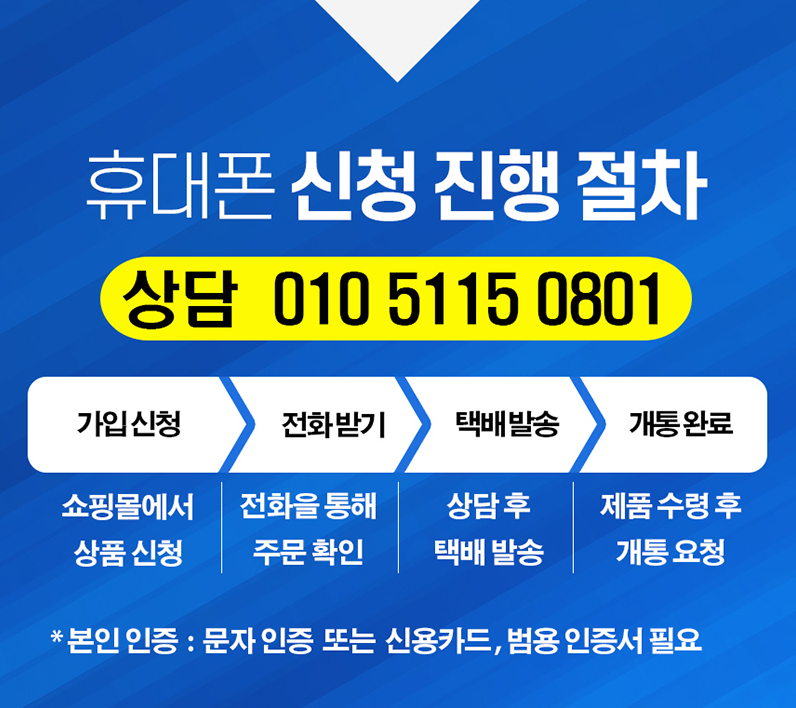 휴대폰 신청 진행 절차
상담 010 5115 0801
가입 신청
전화 받기
택배 발송
개통 완료
쇼핑몰에서
상품 신청
전화을 통해
주문 확인
상담 후
택배 발송
제품 수령 후
개통 요청
* 본인 인증 : 문자 인증 또는 신용카드, 범용 인증서 필요